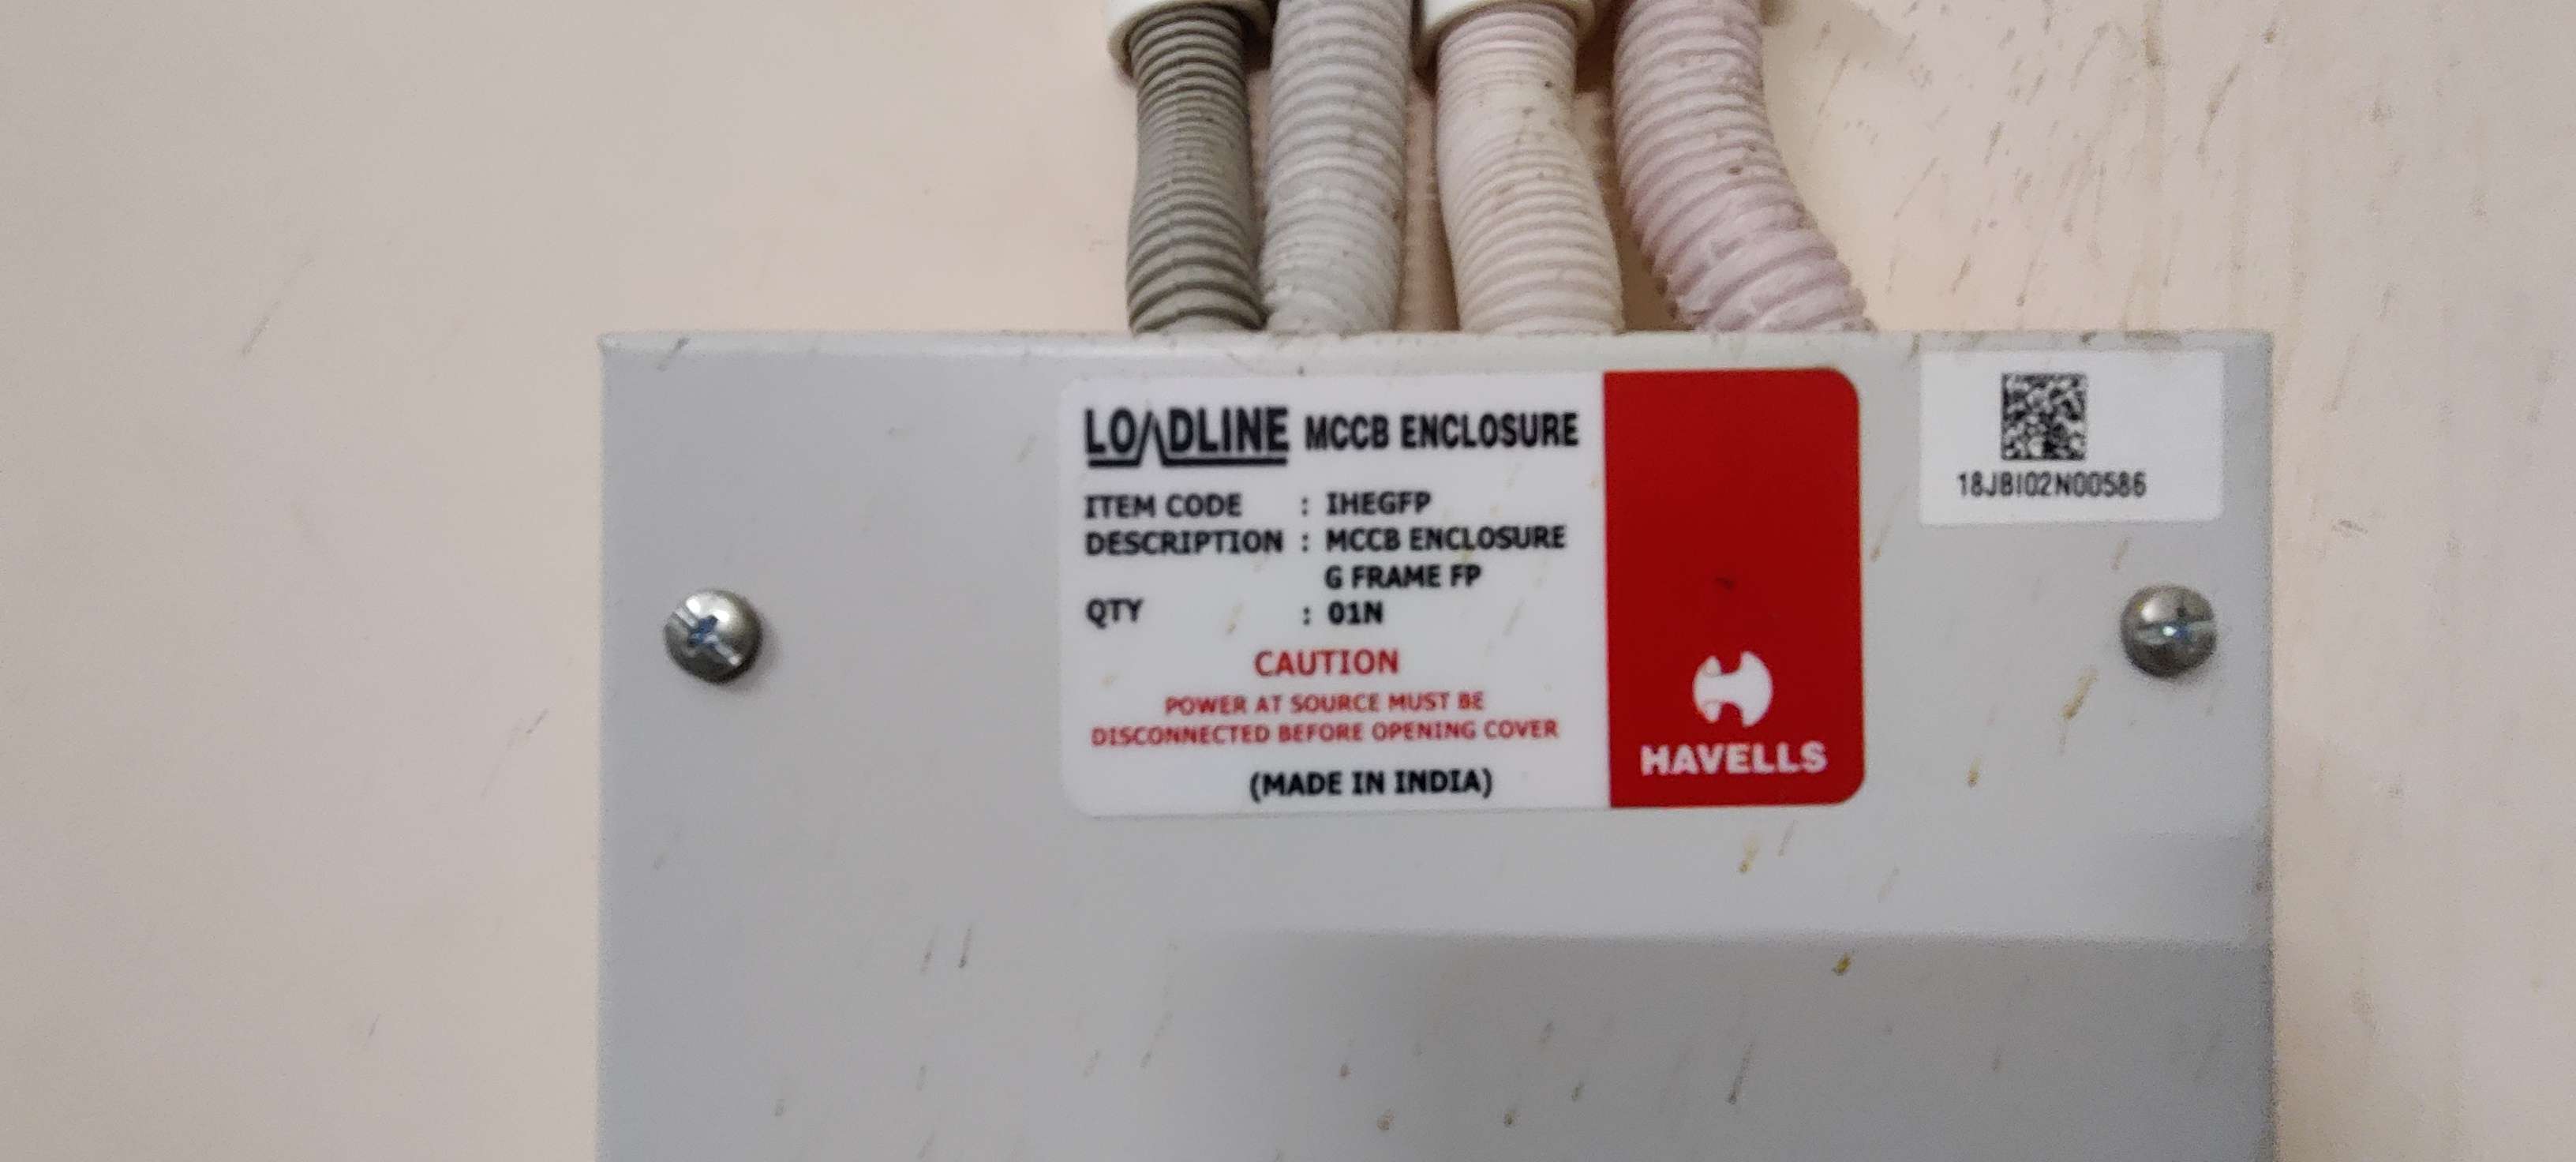 LOADLINE MCCB ENCLOSURE
ITEM CODE : IHEGFP
DESCRIPTION : MCCB ENCLOSURE
G FRAME FP
QTY : 01N
CAUTION
POWER AT SOURCE MUST BE
DISCONNECTED BEFORE OPENING COVER
(MADE IN INDIA)
HAVELLS
18JBI02N00586